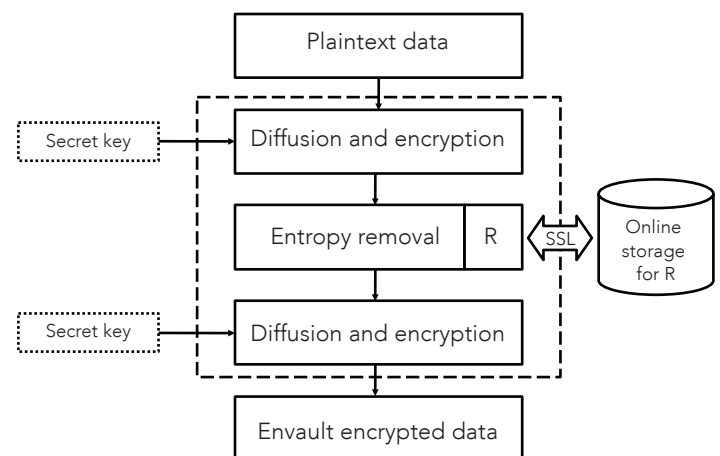 Plaintext data
Secret key
Diffusion and encryption
Entropy removal
R
SSL
Online
storage
for R
Secret key
Diffusion and encryption
Envault encrypted data